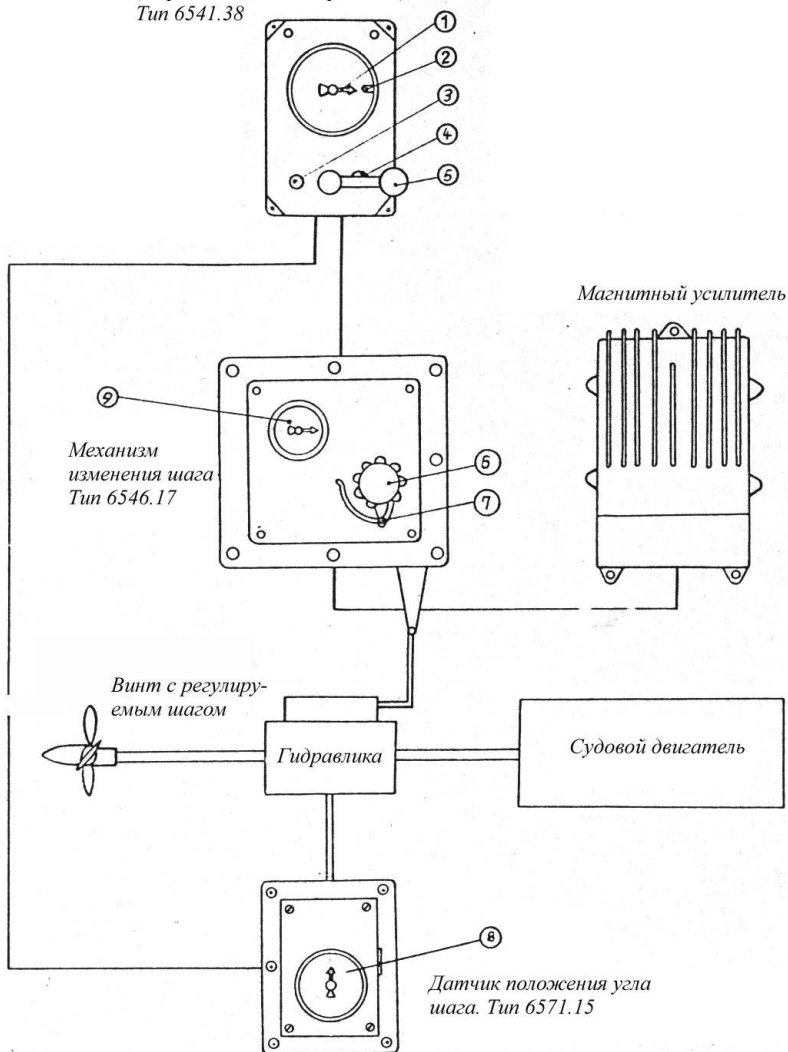 Тип 6541.38
1
2
3
4
5
Магнитный усилитель
9
Механизм
изменения шага
Тип 6546.17
6
7
Винт с регулиру-
емым шагом
Гидравлика
Судовой двигатель
8
Датчик положения угла
шага. Тип 6571.15